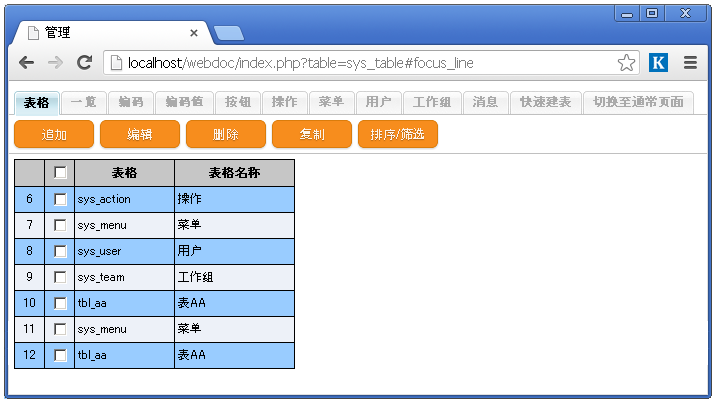 管理
localhost/webdoc/index.php?table=sys_table#focus_line
K
表格 一览 编码 编码值 按钮 操作 菜单 用户 工作组 消息 快速建表 切换至通常页面
追加 编辑 删除 复制 排序/筛选
表格 表格名称
6 sys_action 操作
7 sys_menu 菜单
8 sys_user 用户
9 sys_team 工作组
10 tbl_aa 表AA
11 sys_menu 菜单
12 tbl_aa 表AA